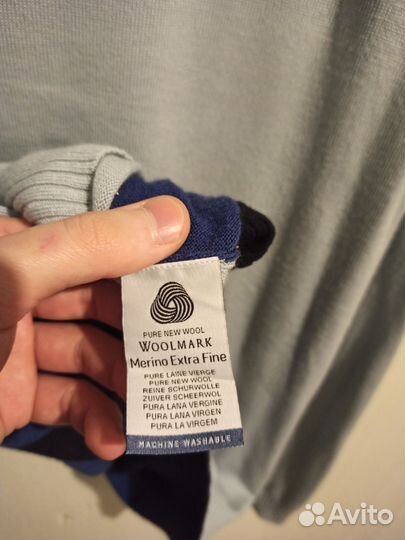 PURE NEW WOOL
WOOLMARK
Merino Extra Fine
PURE LAINE VIERGE
PURE NEW WOOL
REINE SCHURWOLLE
ZUIVER SCHEERWOL
PURA LANA VERGINE
PURA LANA VIRGEN
PURA LA VIRGEM
MACHINE WASHABLE
Avito